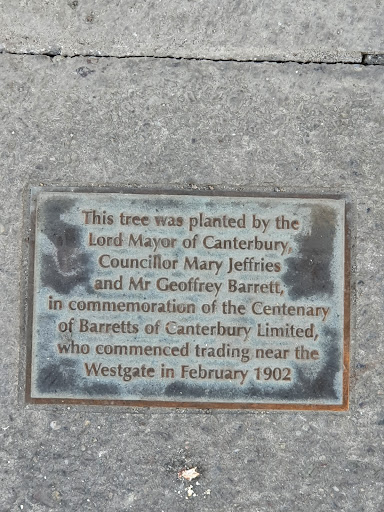 This tree was planted by the
Lord Mayor of Canterbury,
Councillor Mary Jeffries
and Mr Geoffrey Barrett,
in commemoration of the Centenary
of Barretts of Canterbury Limited,
who commenced trading near the
Westgate in February 1902